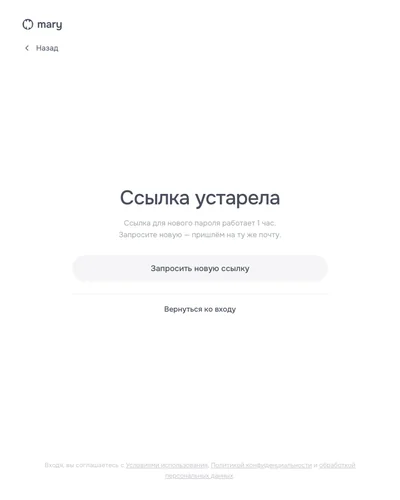 mary
Назад
Ссылка устарела
Ссылка для нового пароля работает 1 час.
Запросите новую — пришлём на ту же почту.
Запросить новую ссылку
Вернуться ко входу
Входя, вы соглашаетесь с Условиями использования, Политикой конфиденциальности и обработкой
персональных данных